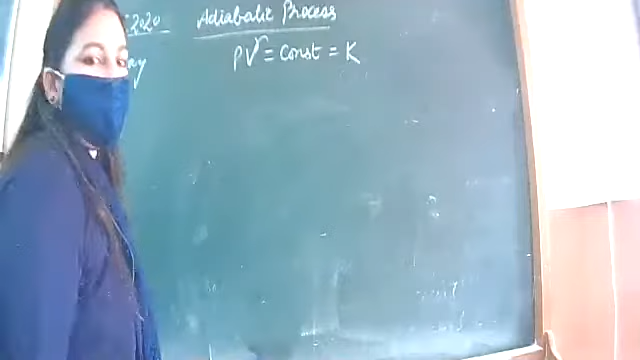 2020 Adiabatic Process
ay PV^γ = Const = K